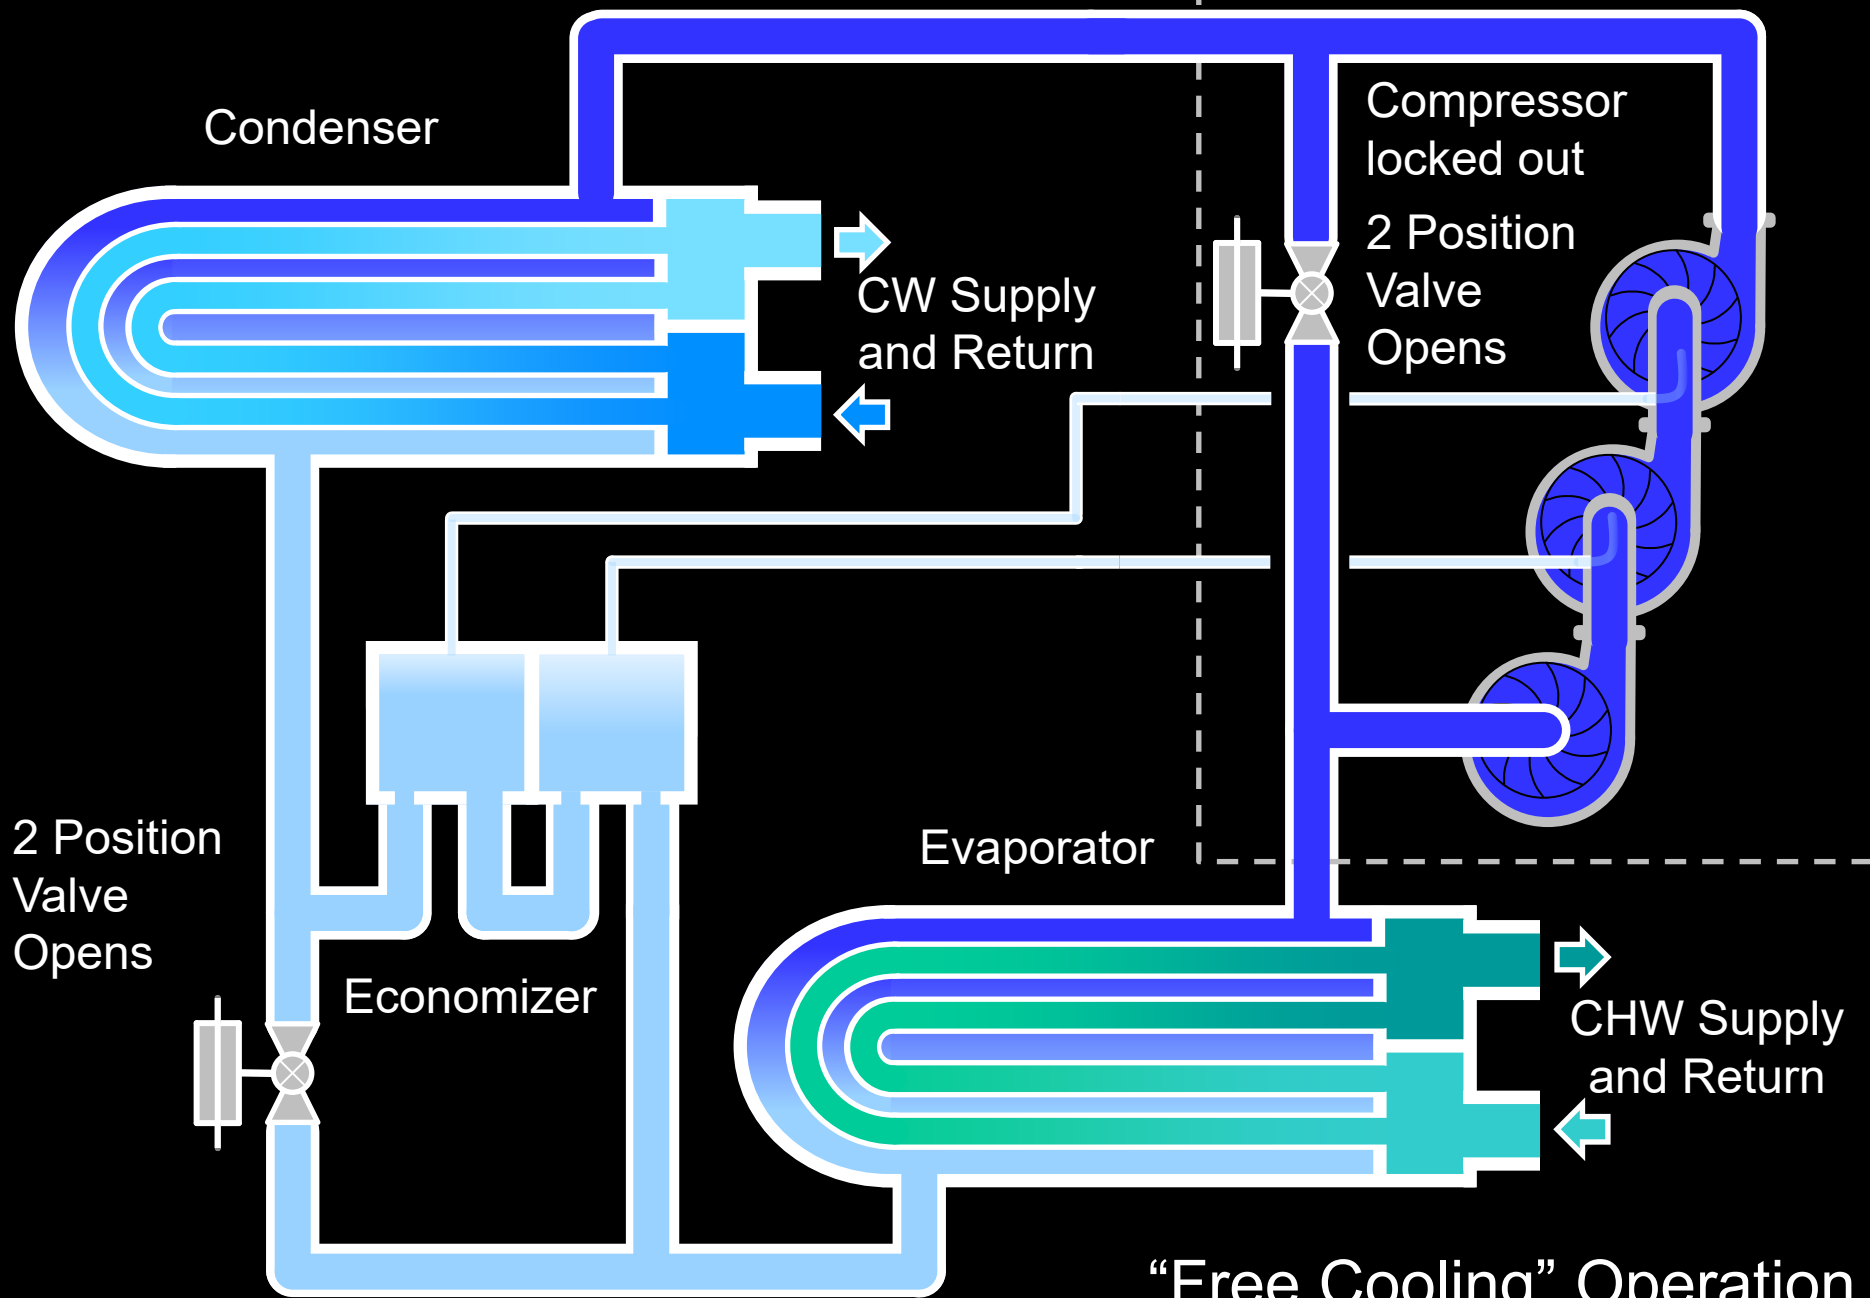 Condenser
Compressor
locked out
2 Position
Valve
Opens
CW Supply
and Return
2 Position
Valve
Opens
Economizer
Evaporator
CHW Supply
and Return
“Free Cooling” Operation